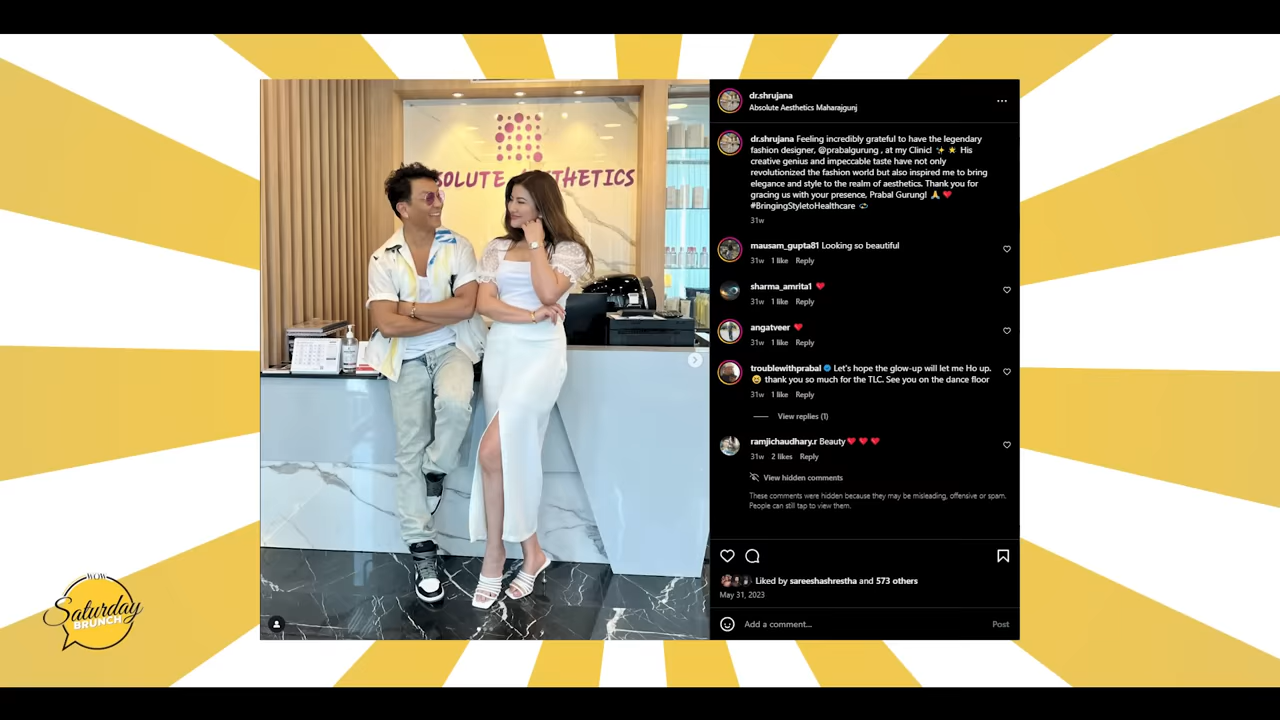 ABSOLUTE AESTHETICS
dr.shrujana
Absolute Aesthetics Maharajgunj
dr.shrujana Feeling incredibly grateful to have the legendary
fashion designer, @prabalgurung , at my Clinic! ✨ ⭐ His
creative genius and impeccable taste have not only
revolutionized the fashion world but also inspired me to bring
elegance and style to the realm of aesthetics. Thank you for
gracing us with your presence, Prabal Gurung! 🙏 ❤️
#BringingStyletoHealthcare
31w
mausam_gupta81 Looking so beautiful
31w 1 like Reply
sharma_amrita1 ❤️
31w 1 like Reply
angatveer ❤️
31w 1 like Reply
troublewithprabal Let's hope the glow-up will let me Ho up.
thank you so much for the TLC. See you on the dance floor
31w 1 like Reply
View replies (1)
ramjichaudhary.r Beauty❤️ ❤️ ❤️
31w 2 likes Reply
View hidden comments
These comments were hidden because they may be misleading, offensive or spam.
People can still tap to view them.
Liked by sareeshashrestha and 573 others
May 31, 2023
Add a comment... Post
WOW
Saturday
BRUNCH